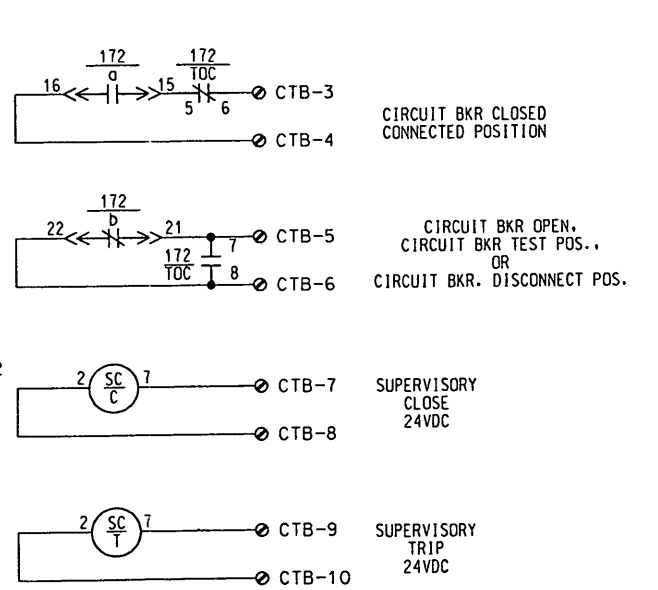 172
a
172
TOC
16
15
5
6
CTB-3
CTB-4
CIRCUIT BKR CLOSED
CONNECTED POSITION
172
b
22
21
172
TOC
7
8
CTB-5
CTB-6
CIRCUIT BKR OPEN,
CIRCUIT BKR TEST POS.,
OR
CIRCUIT BKR. DISCONNECT POS.
2
SC
C
7
CTB-7
CTB-8
SUPERVISORY
CLOSE
24VDC
2
SC
T
7
CTB-9
CTB-10
SUPERVISORY
TRIP
24VDC